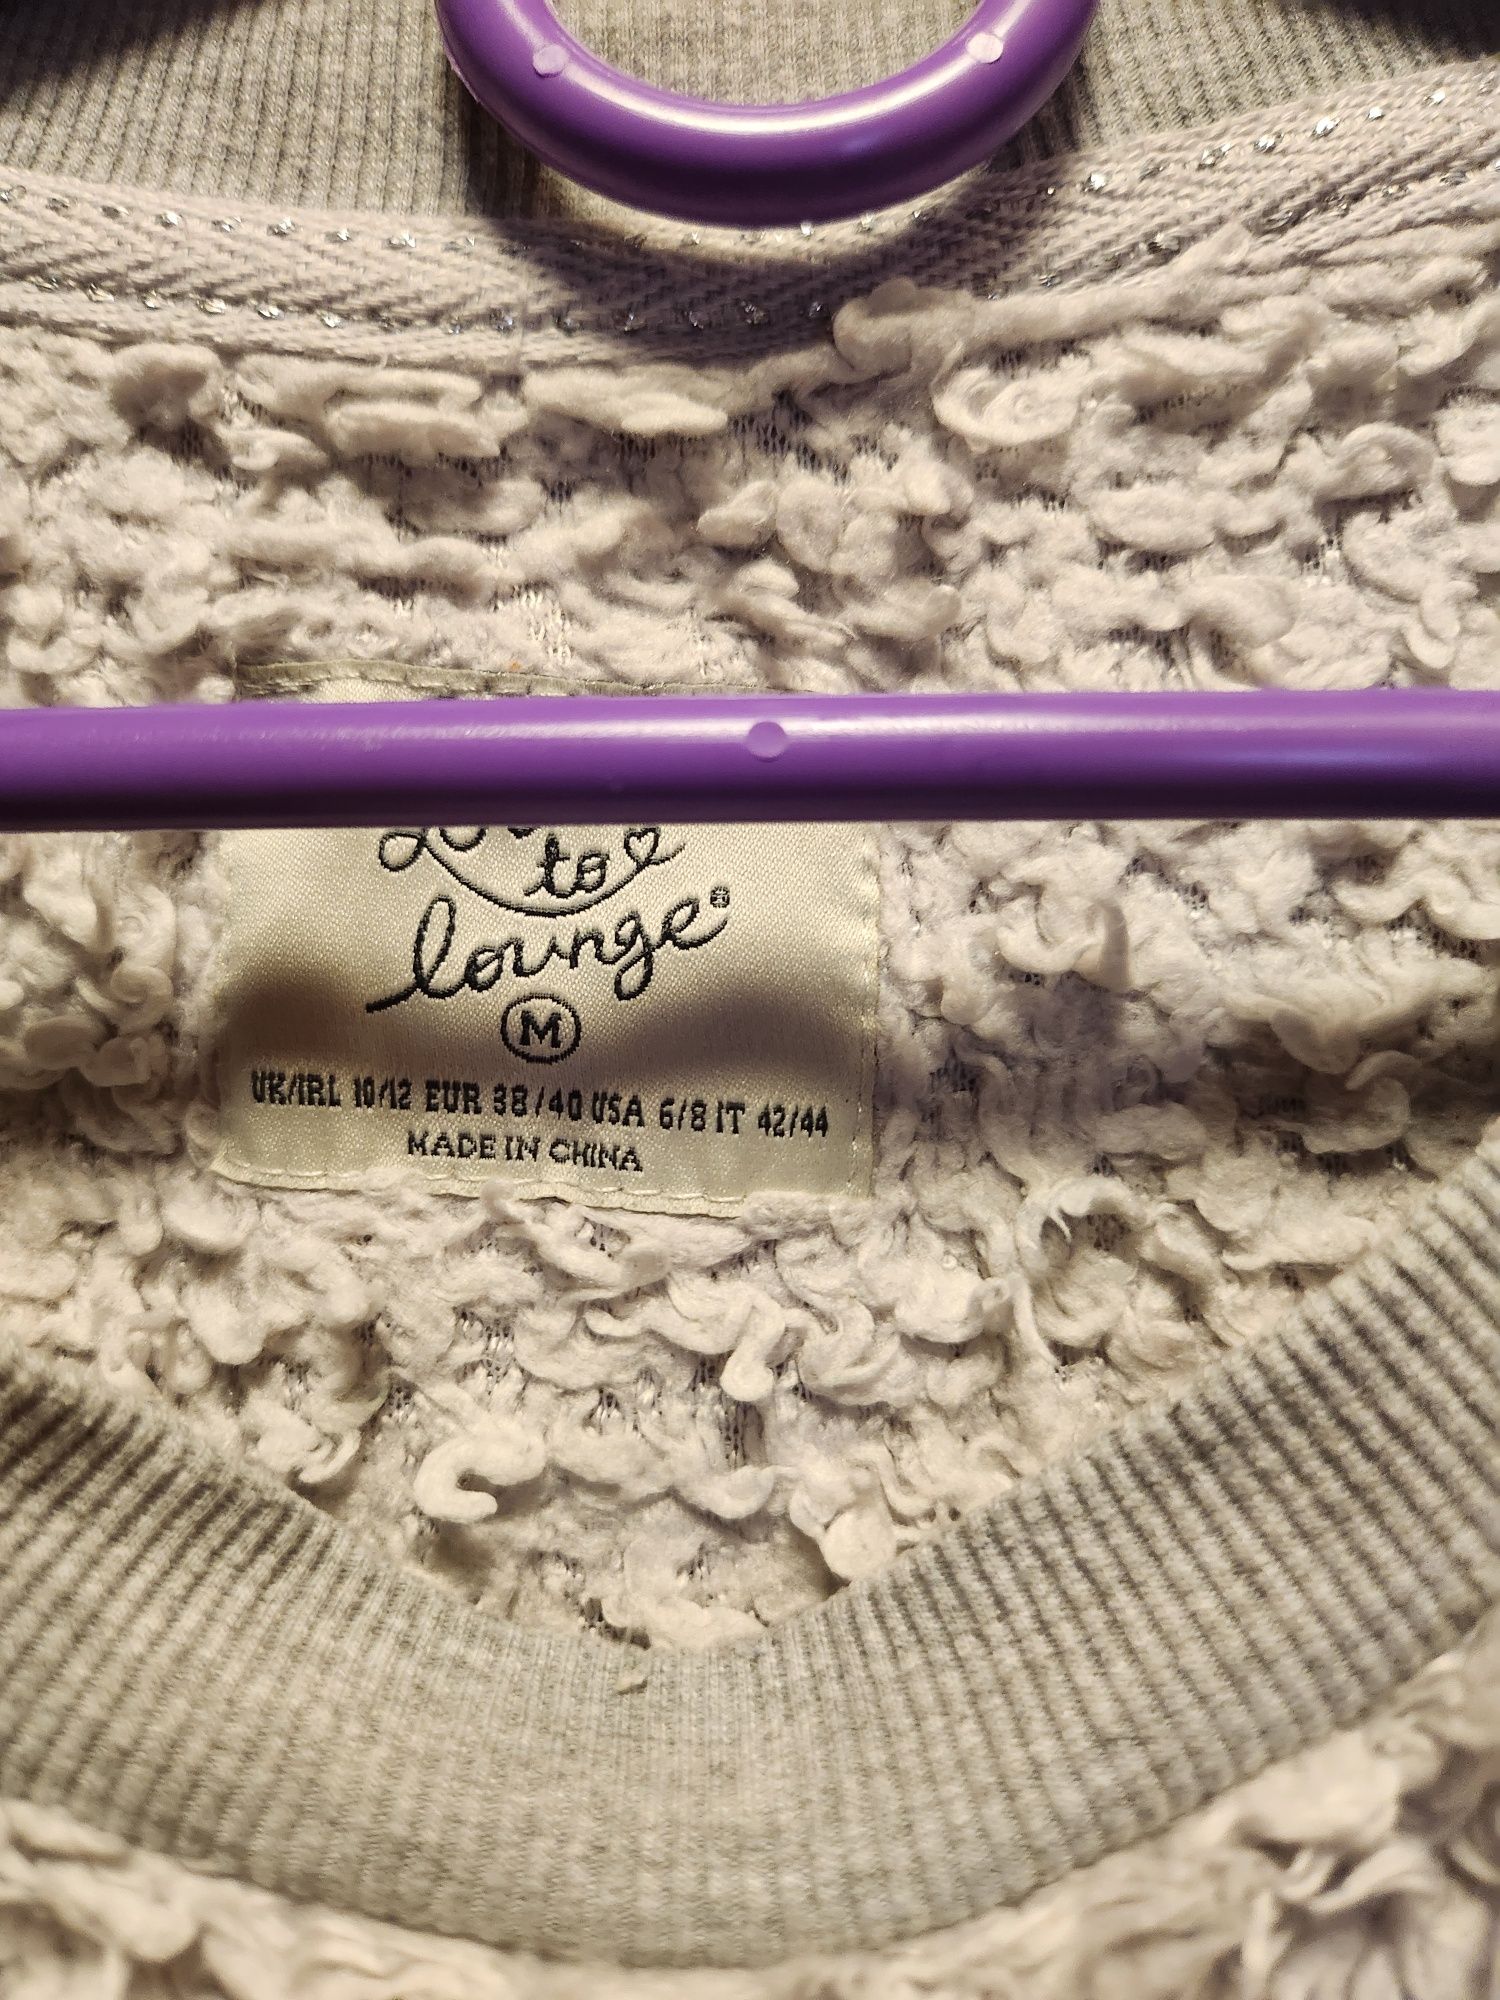 to
lounge®
M
UK/IRL 10/12 EUR 38/40 USA 6/8 IT 42/44
MADE IN CHINA